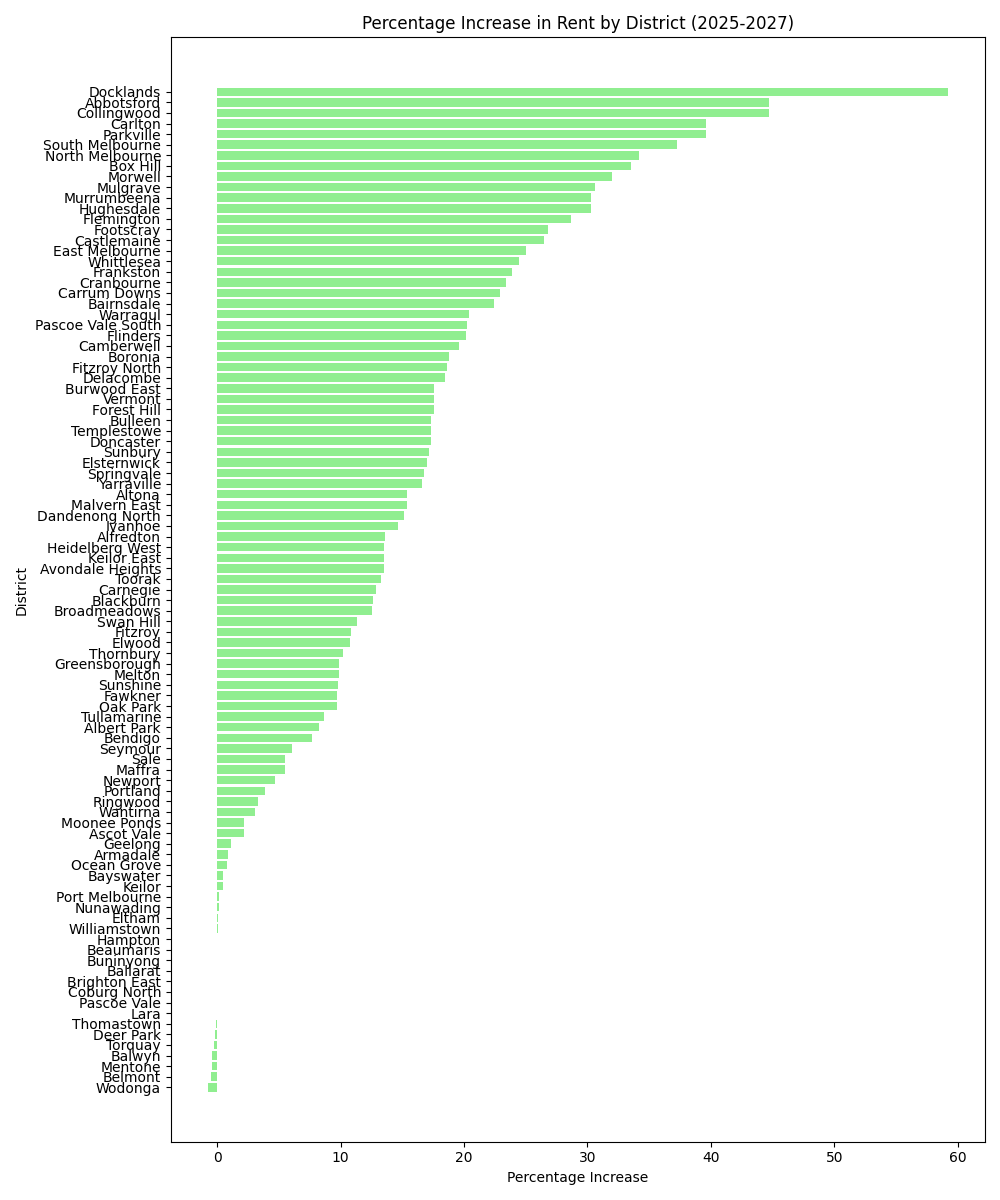 Percentage Increase in Rent by District (2025-2027)
Docklands
Abbotsford
Collingwood
Carlton
Parkville
South Melbourne
North Melbourne
Box Hill
Morwell
Mulgrave
Murrumbeena
Hughesdale
Flemington
Footscray
Castlemaine
East Melbourne
Whittlesea
Frankston
Cranbourne
Carrum Downs
Bairnsdale
Warragul
Pascoe Vale South
Flinders
Camberwell
Boronia
Fitzroy North
Delacombe
Burwood East
Vermont
Forest Hill
Bulleen
Templestowe
Doncaster
Sunbury
Elsternwick
Springvale
Yarraville
Altona
Malvern East
Dandenong North
Ivanhoe
Alfredton
Heidelberg West
Keilor East
Avondale Heights
Toorak
Carnegie
Blackburn
Broadmeadows
Swan Hill
Fitzroy
Elwood
Thornbury
Greensborough
Melton
Sunshine
Fawkner
Oak Park
Tullamarine
Albert Park
Bendigo
Seymour
Sale
Maffra
Newport
Portland
Ringwood
Wantirna
Moonee Ponds
Ascot Vale
Geelong
Armadale
Ocean Grove
Bayswater
Keilor
Port Melbourne
Nunawading
Eltham
Williamstown
Hampton
Beaumaris
Buninyong
Ballarat
Brighton East
Coburg North
Pascoe Vale
Lara
Thomastown
Deer Park
Torquay
Balwyn
Mentone
Belmont
Wodonga
District
0 10 20 30 40 50 60
Percentage Increase